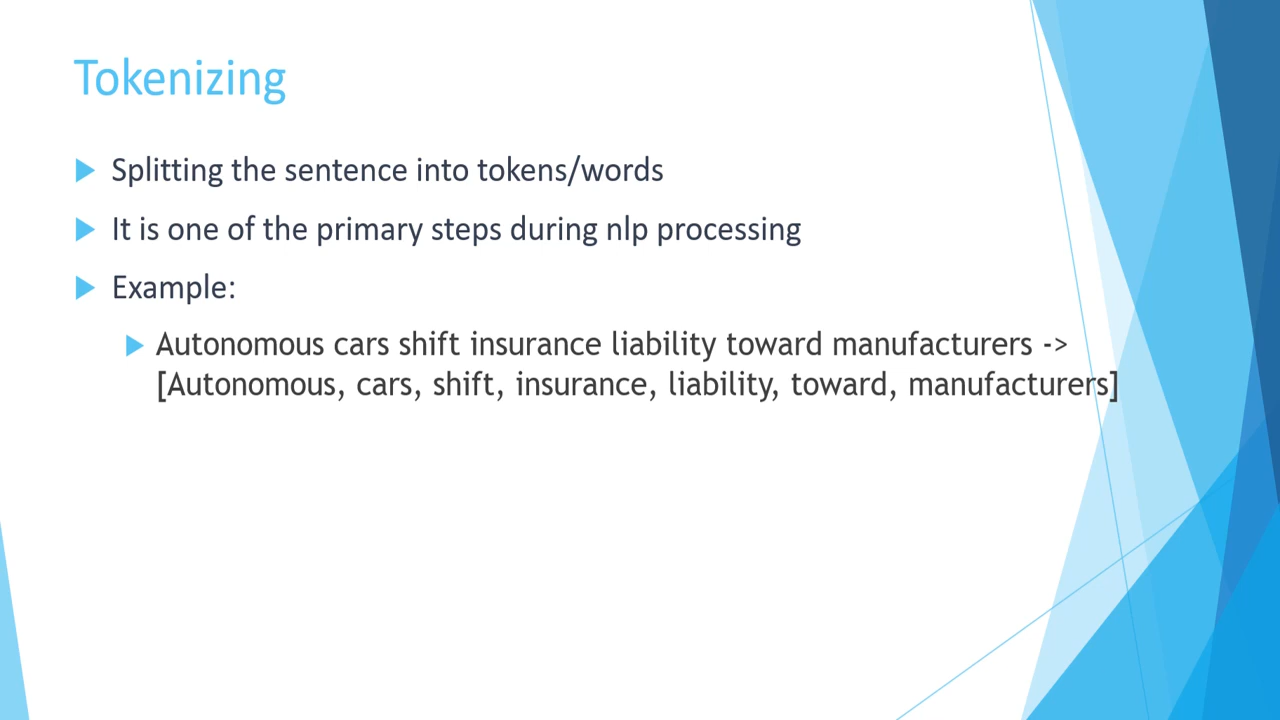 Tokenizing
Splitting the sentence into tokens/words
It is one of the primary steps during nlp processing
Example:
Autonomous cars shift insurance liability toward manufacturers ->
[Autonomous, cars, shift, insurance, liability, toward, manufacturers]